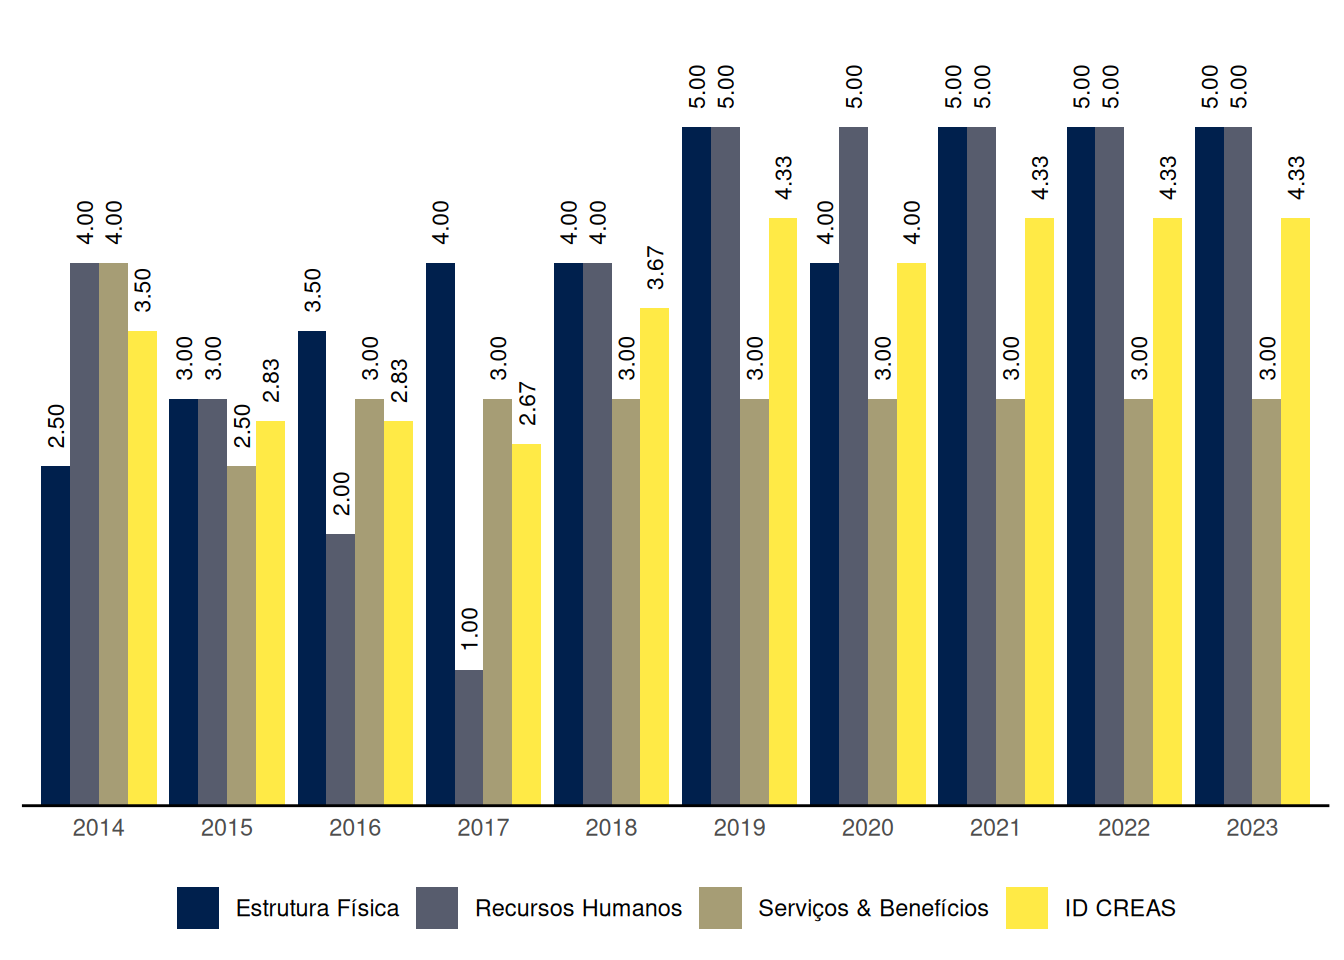 5.00 5.00 5.00 5.00 5.00 5.00 5.00 5.00 5.00
4.33 4.33 4.33 4.33
4.00 4.00 4.00 4.00 4.00 4.00 4.00
3.67
3.50 3.50
3.00 3.00 3.00 3.00 3.00 3.00 3.00 3.00 3.00 3.00
2.83 2.83
2.67
2.50 2.50
2.00
1.00
2014 2015 2016 2017 2018 2019 2020 2021 2022 2023
Estrutura Física Recursos Humanos Serviços & Benefícios ID CREAS